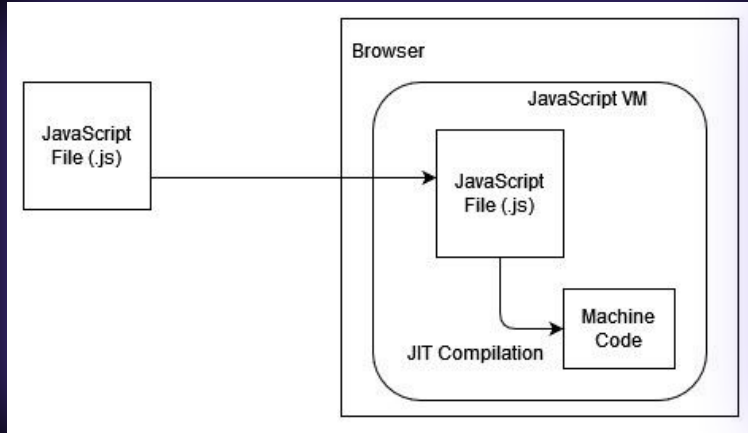 Browser
JavaScript VM
JavaScript
File (.js)
JavaScript
File (.js)
Machine
Code
JIT Compilation